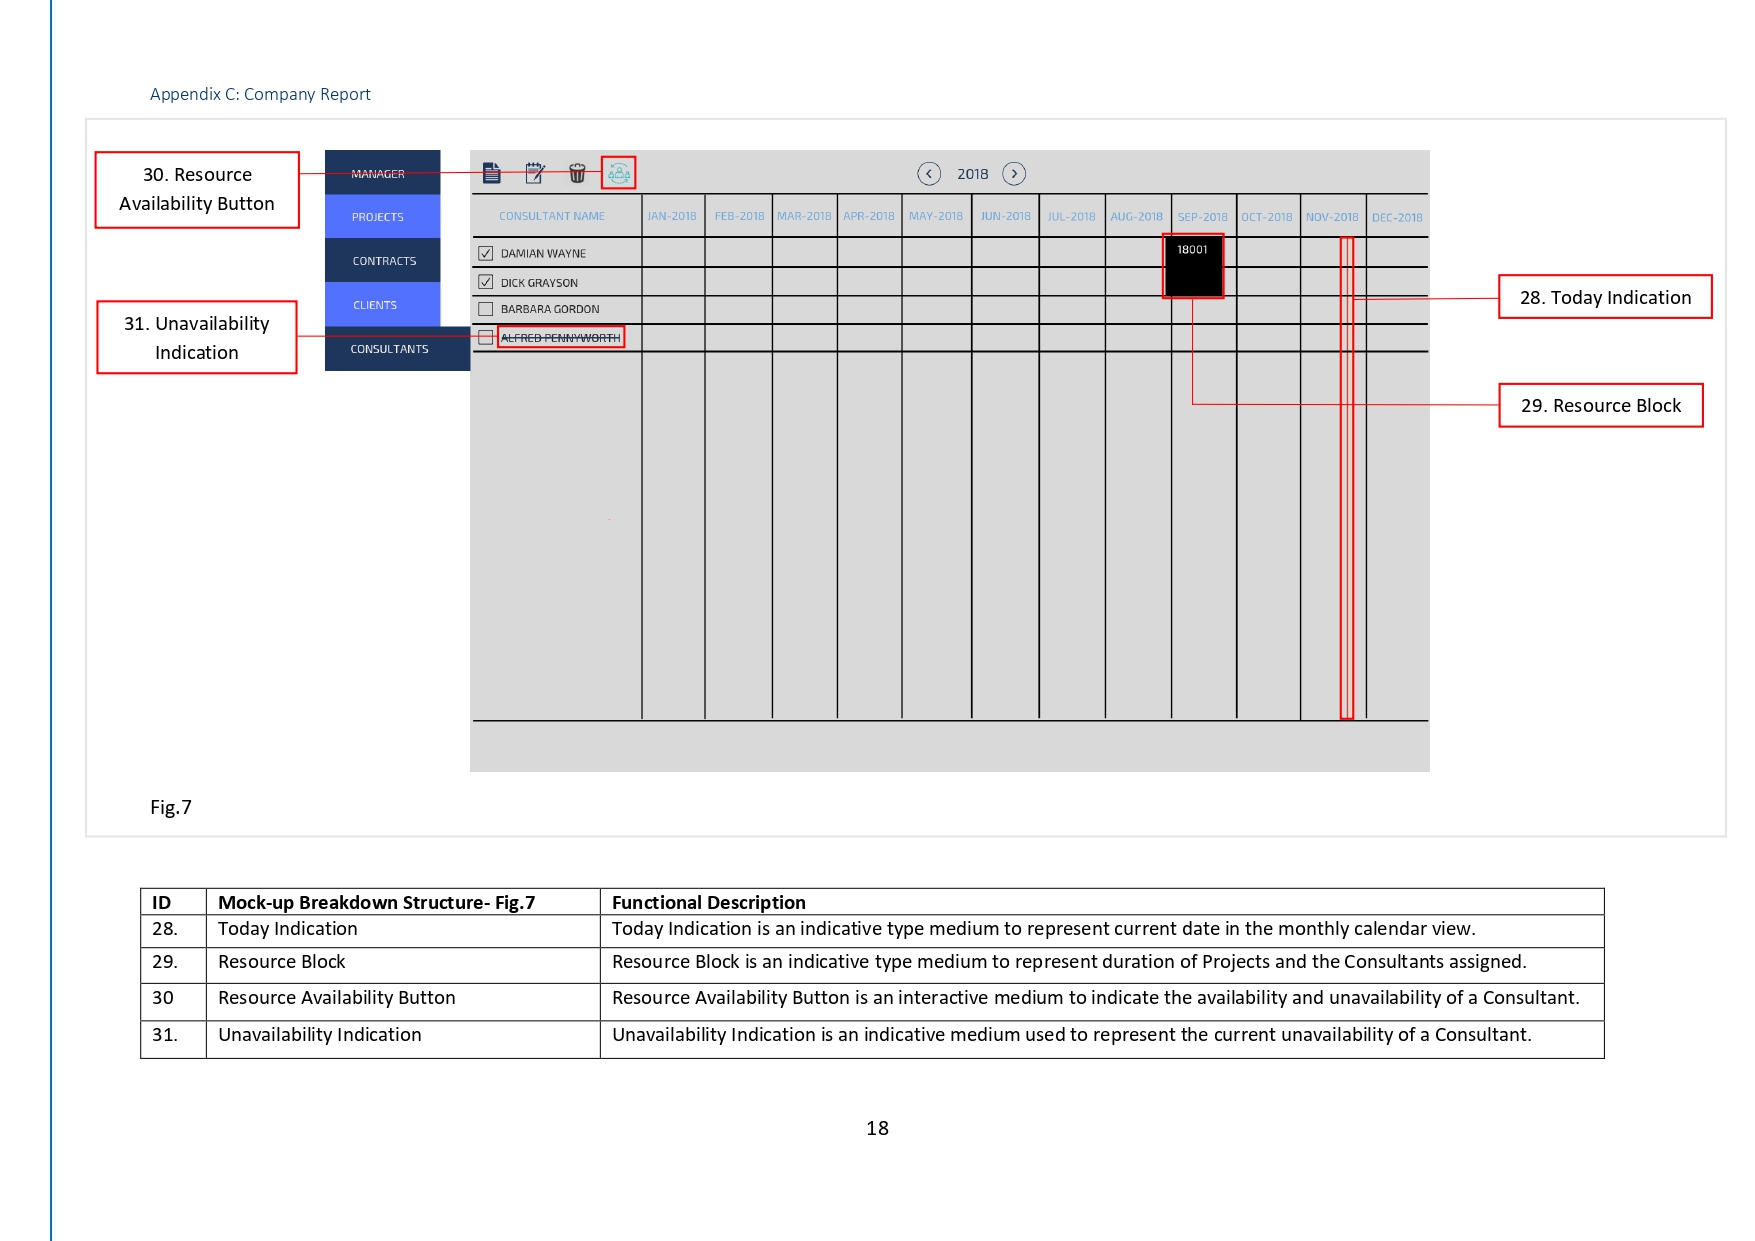 Appendix C: Company Report
30. Resource
Availability Button
MANAGER
PROJECTS
CONTRACTS
CLIENTS
CONSULTANTS
31. Unavailability
Indication
2018
CONSULTANT NAME JAN-2018 FEB-2018 MAR-2018 APR-2018 MAY-2018 JUN-2018 JUL-2018 AUG-2018 SEP-2018 OCT-2018 NOV-2018 DEC-2018
DAMIAN WAYNE
18001
DICK GRAYSON
BARBARA GORDON
ALFRED PENNYWORTH
28. Today Indication
29. Resource Block
Fig.7
ID Mock-up Breakdown Structure- Fig.7 Functional Description
28. Today Indication Today Indication is an indicative type medium to represent current date in the monthly calendar view.
29. Resource Block Resource Block is an indicative type medium to represent duration of Projects and the Consultants assigned.
30 Resource Availability Button Resource Availability Button is an interactive medium to indicate the availability and unavailability of a Consultant.
31. Unavailability Indication Unavailability Indication is an indicative medium used to represent the current unavailability of a Consultant.
18